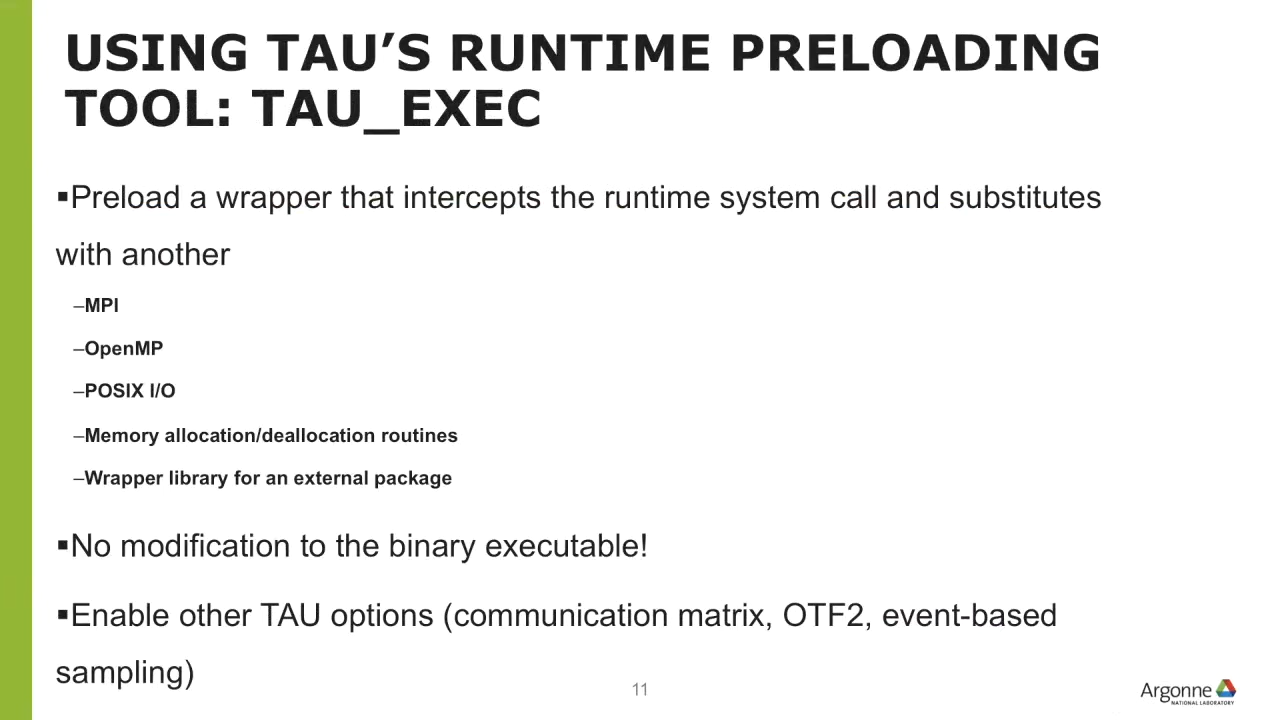 USING TAU’S RUNTIME PRELOADING
TOOL: TAU_EXEC
▪Preload a wrapper that intercepts the runtime system call and substitutes
with another
–MPI
–OpenMP
–POSIX I/O
–Memory allocation/deallocation routines
–Wrapper library for an external package
▪No modification to the binary executable!
▪Enable other TAU options (communication matrix, OTF2, event-based
sampling)
11
Argonne
NATIONAL LABORATORY